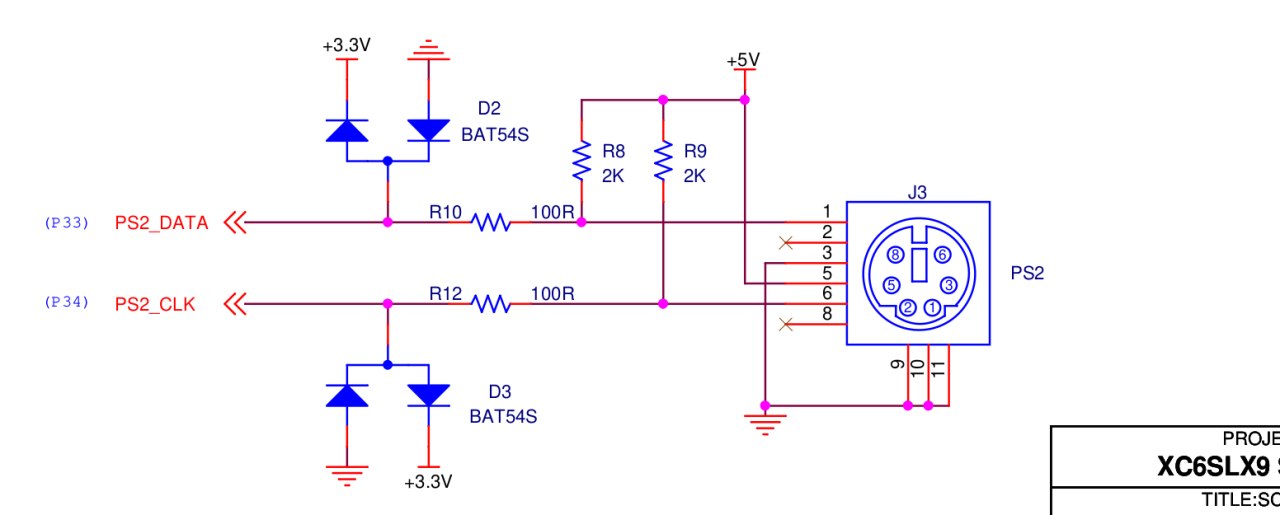 +3.3V
+5V
D2
BAT54S
R8
2K
R9
2K
J3
(P33) PS2_DATA
R10 100R
1
2
3
5
6
8
8 6
5 3
2 1
PS2
(P34) PS2_CLK
R12 100R
9
10
11
D3
BAT54S
+3.3V
PROJE
XC6SLX9 S
TITLE:SC